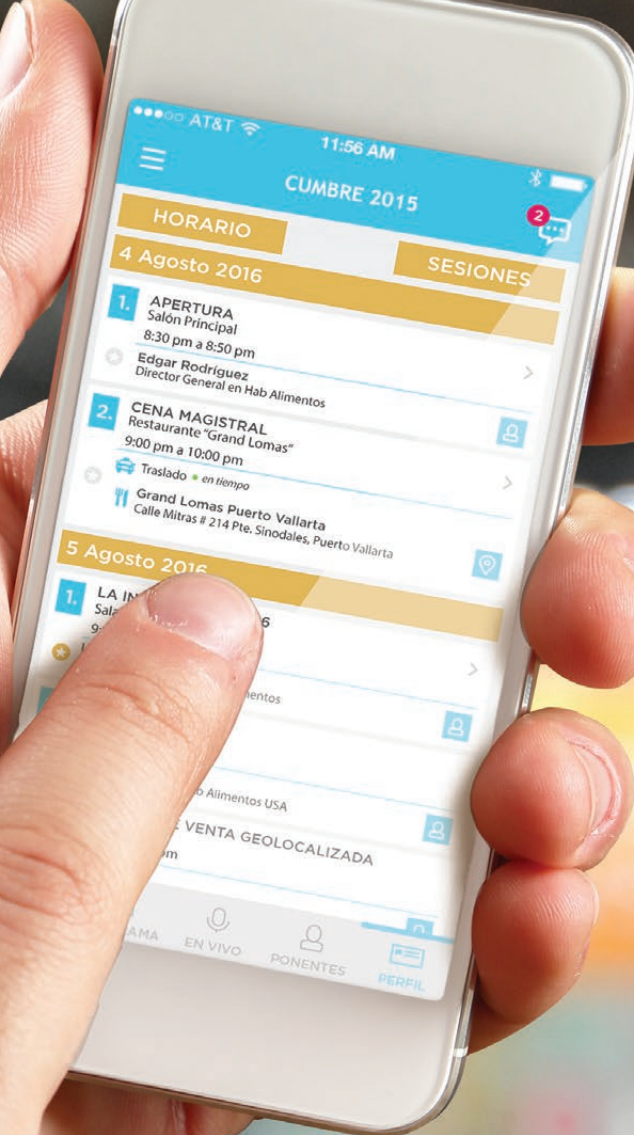 AT&T 11:56 AM
CUMBRE 2015
2
HORARIO
SESIONES
4 Agosto 2016
1. APERTURA
Salón Principal
8:30 pm a 8:50 pm
Edgar Rodríguez
Director General en Hab Alimentos
2. CENA MAGISTRAL
Restaurante "Grand Lomas"
9:00 pm a 10:00 pm
Traslado • en tiempo
Grand Lomas Puerto Vallarta
Calle Mitras # 214 Pte. Sinodales, Puerto Vallarta
5 Agosto 2016
1. LA
Alimentos USA
VENTA GEOLOCALIZADA
EN VIVO
PONENTES
PERFIL